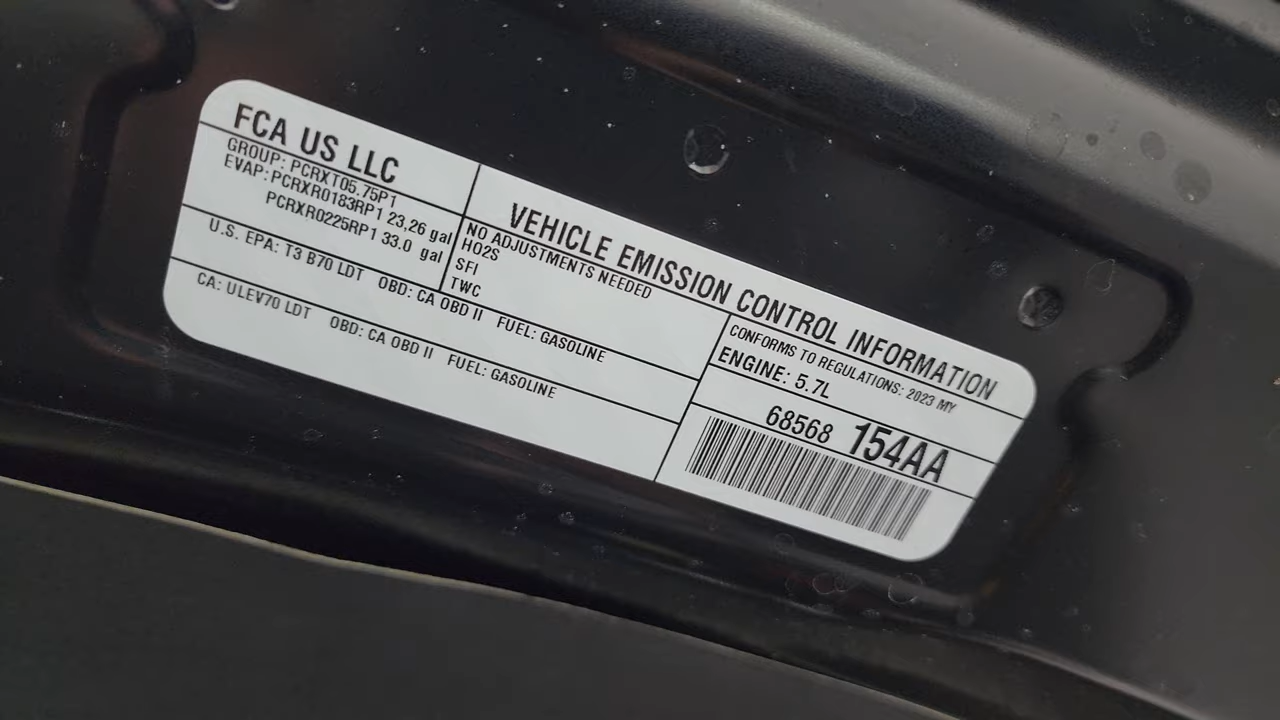 FCA US LLC
GROUP: PCRXT05.75P1
EVAP: PCRXR0183RP1 23,26 gal
PCRXR0225RP1 33.0 gal
VEHICLE EMISSION CONTROL INFORMATION
NO ADJUSTMENTS NEEDED
HO2S
SFI
TWC
U.S. EPA: T3 B70 LDT OBD: CA OBD II FUEL: GASOLINE
CA: ULEV70 LDT OBD: CA OBD II FUEL: GASOLINE
CONFORMS TO REGULATIONS: 2023 MY
ENGINE: 5.7L
68568 154AA